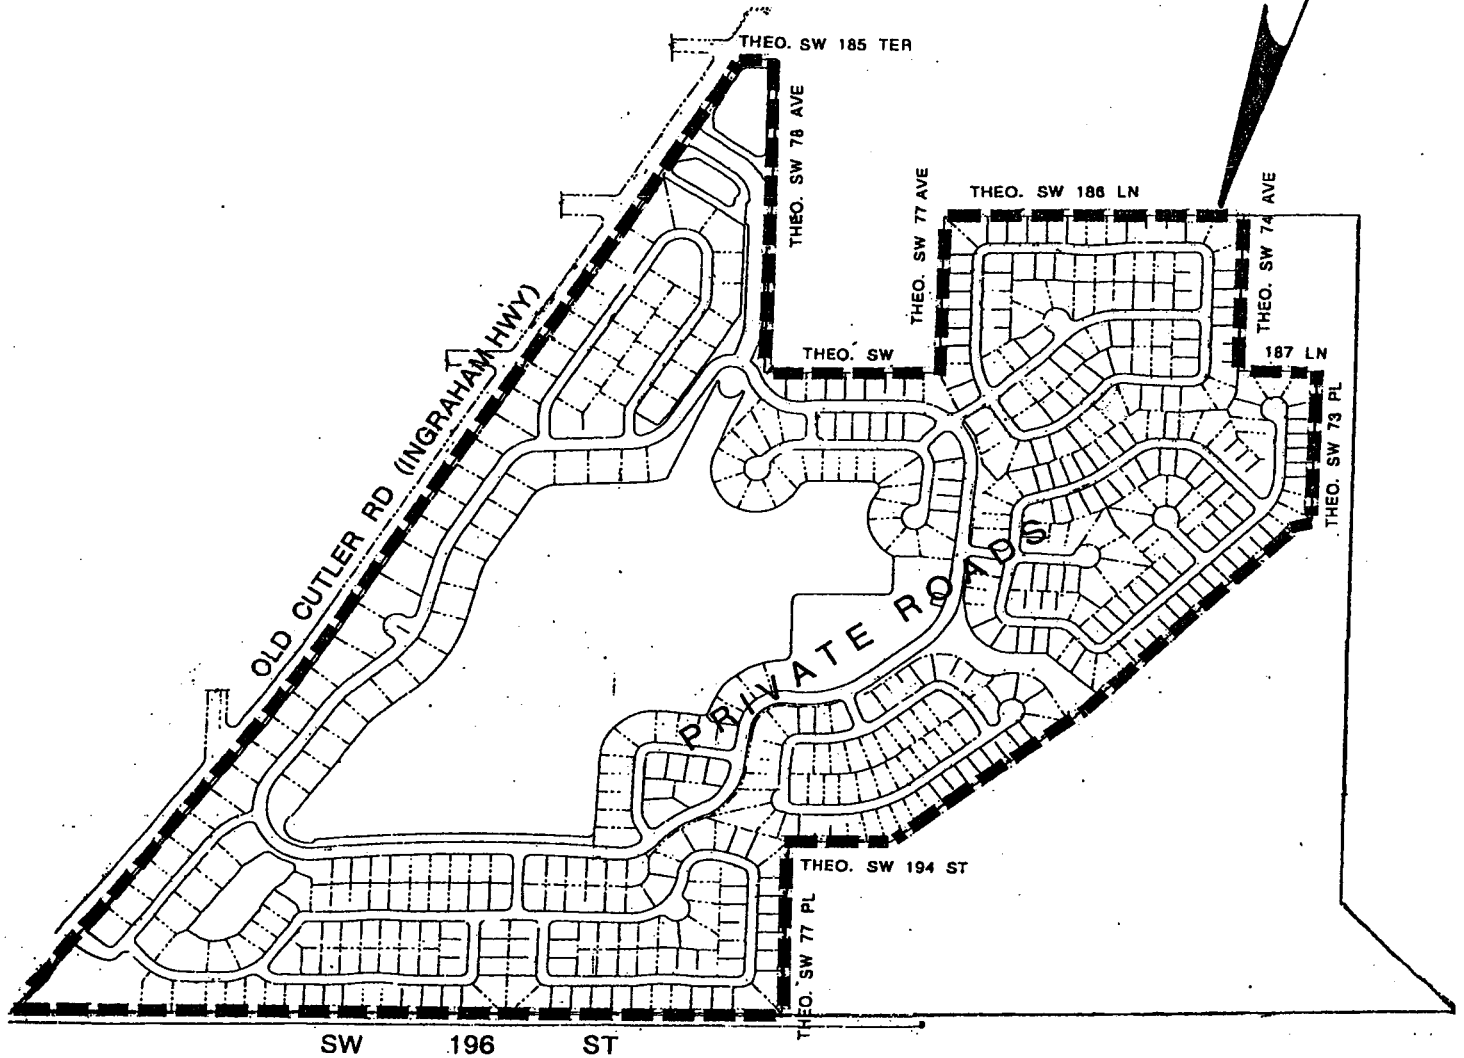 THEO. SW 185 TER
THEO. SW 78 AVE
THEO. SW 77 AVE
THEO. SW 186 LN
THEO. SW 74 AVE
OLD CUTLER RD (INGRAHAM HWY)
THEO. SW
187 LN
THEO. SW 73 PL
PRIVATE ROADS
THEO. SW 194 ST
THEO. SW 77 PL
SW 196 ST